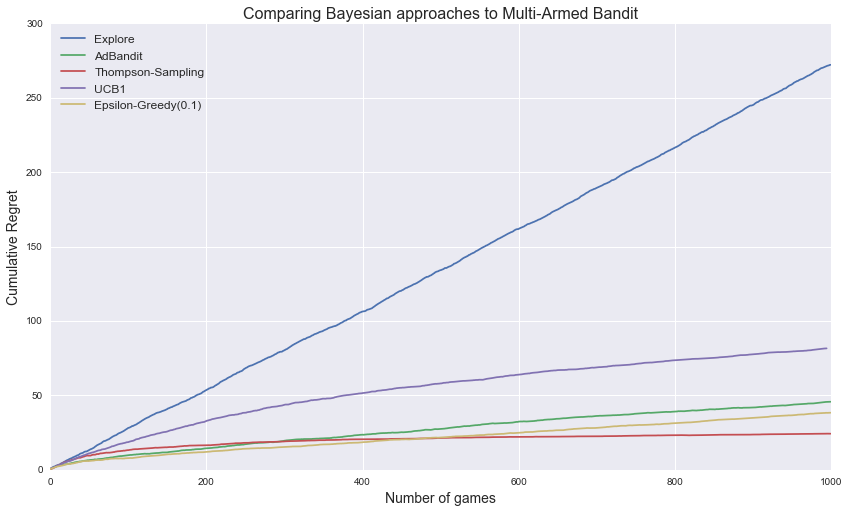 Comparing Bayesian approaches to Multi-Armed Bandit
300
250
200
150
100
50
0
Cumulative Regret
Explore
AdBandit
Thompson-Sampling
UCB1
Epsilon-Greedy(0.1)
0 200 400 600 800 1000
Number of games